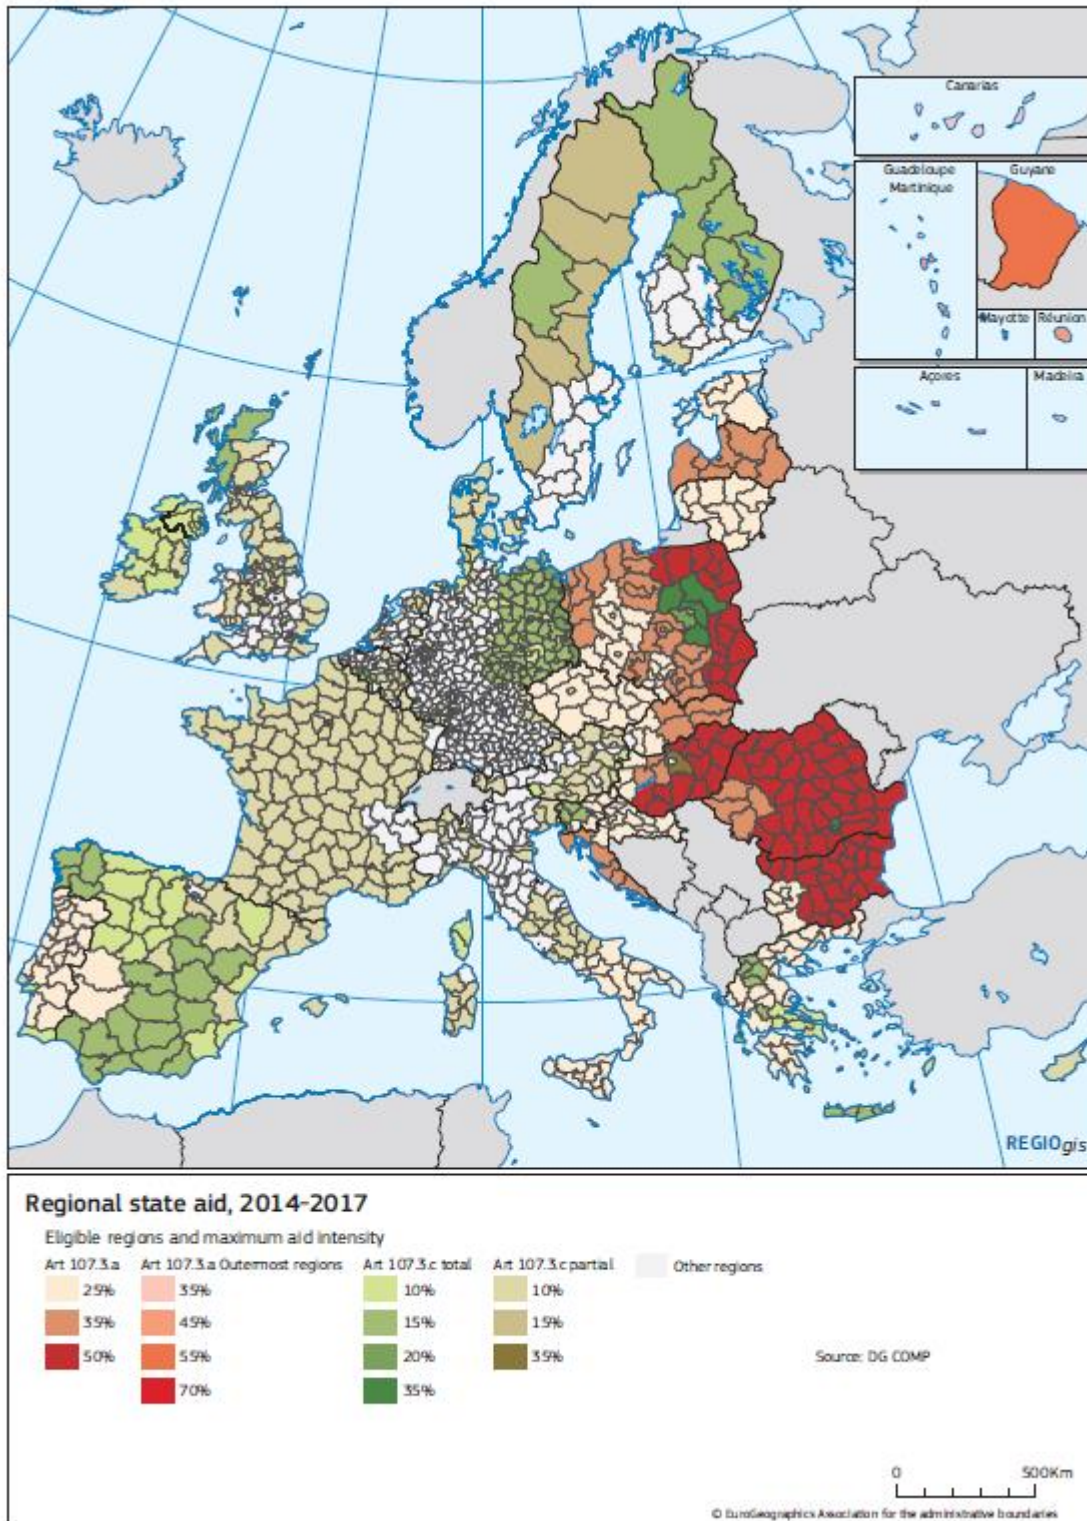 Canarias
Guadeloupe
Martinique
Guyane
Mayotte
Réunion
Açores
Madeira
REGIOgis
Regional state aid, 2014-2017
Eligible regions and maximum aid intensity
Art 107.3.a
25%
35%
50%
Art 107.3.a Outermost regions
35%
45%
55%
70%
Art 107.3.c total
10%
15%
20%
35%
Art 107.3.c partial
10%
15%
35%
Other regions
Source: DG COMP
0 500Km
© EuroGeographics Association for the administrative boundaries